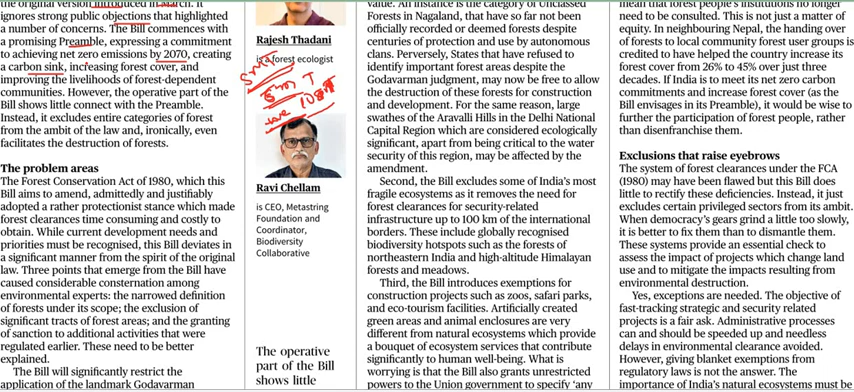 the original version introduced in March. It
ignores strong public objections that highlighted
a number of concerns. The Bill commences with
a promising Preamble, expressing a commitment
to achieving net zero emissions by 2070, creating
a carbon sink, increasing forest cover, and
improving the livelihoods of forest-dependent
communities. However, the operative part of the
Bill shows little connect with the Preamble.
Instead, it excludes entire categories of forest
from the ambit of the law and, ironically, even
facilitates the destruction of forests.
The problem areas
The Forest Conservation Act of 1980, which this
Bill aims to amend, admittedly and justifiably
adopted a rather protectionist stance which made
forest clearances time consuming and costly to
obtain. While current development needs and
priorities must be recognised, this Bill deviates in
a significant manner from the spirit of the original
law. Three points that emerge from the Bill have
caused considerable consternation among
environmental experts: the narrowed definition
of forests under its scope; the exclusion of
significant tracts of forest areas; and the granting
of sanction to additional activities that were
regulated earlier. These need to be better
explained.
The Bill will significantly restrict the
application of the landmark Godavarman
Rajesh Thadani
is a forest ecologist
Ravi Chellam
is CEO, Metastring
Foundation and
Coordinator,
Biodiversity
Collaborative
The operative
part of the Bill
shows little
value. An instance is the category of Unclassed
Forests in Nagaland, that have so far not been
officially recorded or deemed forests despite
centuries of protection and use by autonomous
clans. Perversely, States that have refused to
identify important forest areas despite the
Godavarman judgment, may now be free to allow
the destruction of these forests for construction
and development. For the same reason, large
swathes of the Aravalli Hills in the Delhi National
Capital Region which are considered ecologically
significant, apart from being critical to the water
security of this region, may be affected by the
amendment.
Second, the Bill excludes some of India's most
fragile ecosystems as it removes the need for
forest clearances for security-related
infrastructure up to 100 km of the international
borders. These include globally recognised
biodiversity hotspots such as the forests of
northeastern India and high-altitude Himalayan
forests and meadows.
Third, the Bill introduces exemptions for
construction projects such as zoos, safari parks,
and eco-tourism facilities. Artificially created
green areas and animal enclosures are very
different from natural ecosystems which provide
a bouquet of ecosystem services that contribute
significantly to human well-being. What is
worrying is that the Bill also grants unrestricted
powers to the Union government to specify 'any
mean that forest people's institutions no longer
need to be consulted. This is not just a matter of
equity. In neighbouring Nepal, the handing over
of forests to local community forest user groups is
credited to have helped the country increase its
forest cover from 26% to 45% over just three
decades. If India is to meet its net zero carbon
commitments and increase forest cover (as the
Bill envisages in its Preamble), it would be wise to
further the participation of forest people, rather
than disenfranchise them.
Exclusions that raise eyebrows
The system of forest clearances under the FCA
(1980) may have been flawed but this Bill does
little to rectify these deficiencies. Instead, it just
excludes certain privileged sectors from its ambit.
When democracy's gears grind a little too slowly,
it is better to fix them than to dismantle them.
These systems provide an essential check to
assess the impact of projects which change land
use and to mitigate the impacts resulting from
environmental destruction.
Yes, exceptions are needed. The objective of
fast-tracking strategic and security related
projects is a fair ask. Administrative processes
can and should be speeded up and needless
delays in environmental clearance avoided.
However, giving blanket exemptions from
regulatory laws is not the answer. The
importance of India's natural ecosystems must be